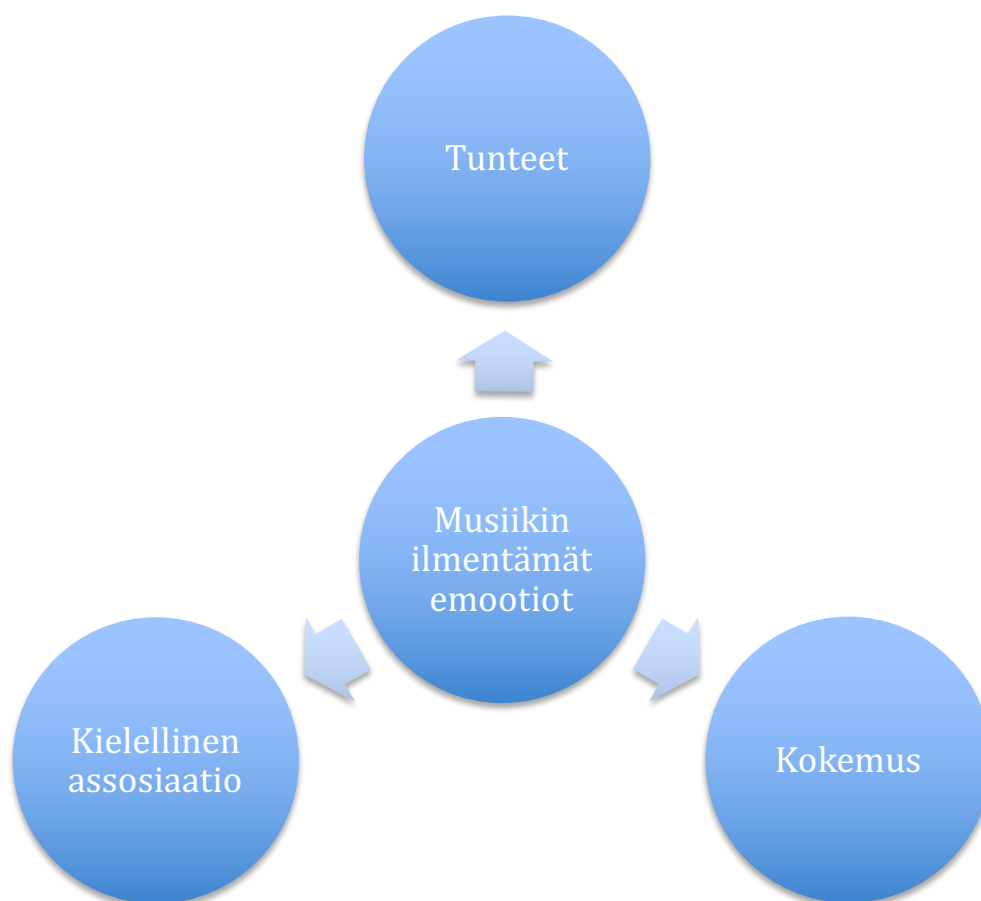 Tunteet
Musiikin
ilmentämät
emootiot
Kielellinen
assosiaatio
Kokemus